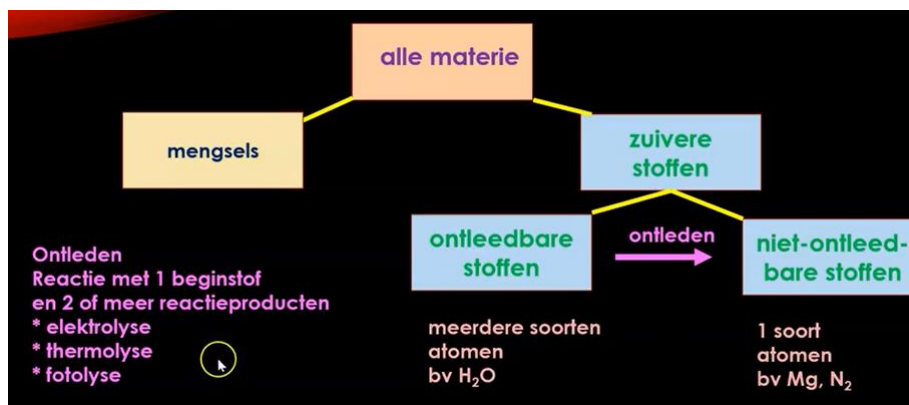 alle materie
mengsels
zuivere
stoffen
ontleedbare
stoffen
ontleden
niet-ontleed-
bare stoffen
Ontleden
Reactie met 1 beginstof
en 2 of meer reactieproducten
* elektrolyse
* thermolyse
* fotolyse
meerdere soorten
atomen
bv H₂O
1 soort
atomen
bv Mg, N₂